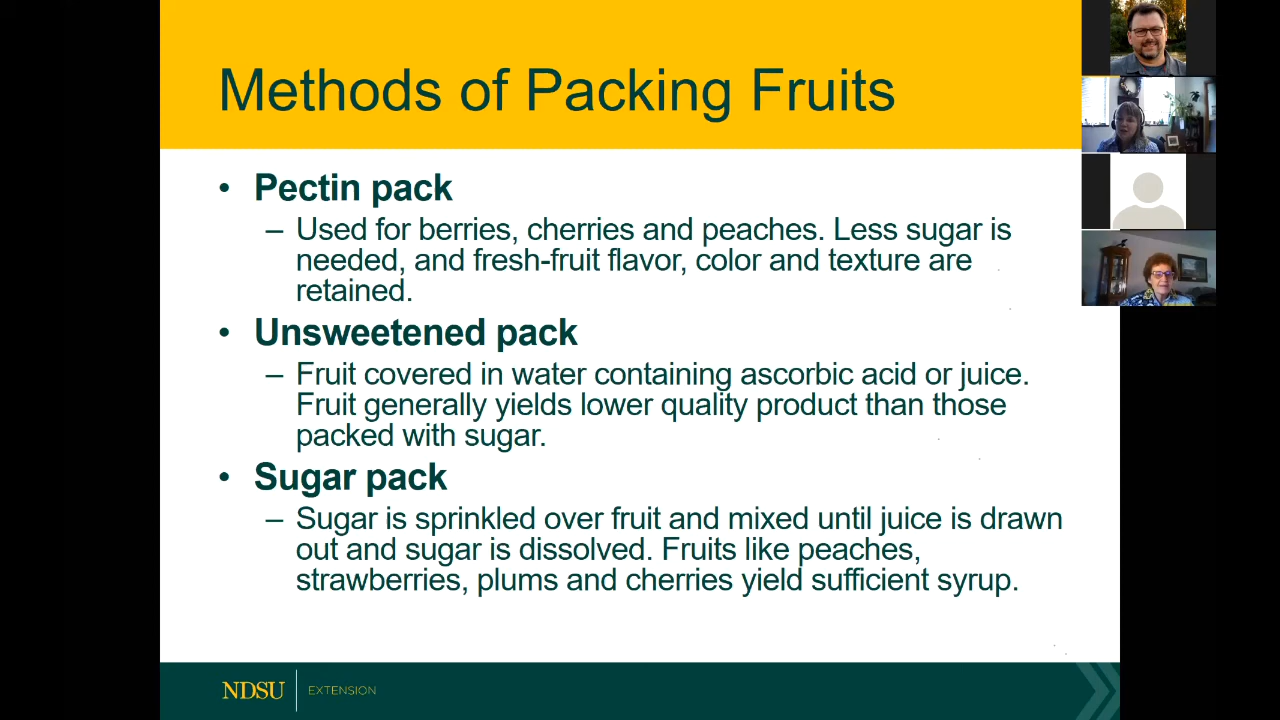 Methods of Packing Fruits
• Pectin pack
– Used for berries, cherries and peaches. Less sugar is
needed, and fresh-fruit flavor, color and texture are
retained.
• Unsweetened pack
– Fruit covered in water containing ascorbic acid or juice.
Fruit generally yields lower quality product than those
packed with sugar.
• Sugar pack
– Sugar is sprinkled over fruit and mixed until juice is drawn
out and sugar is dissolved. Fruits like peaches,
strawberries, plums and cherries yield sufficient syrup.
NDSU EXTENSION